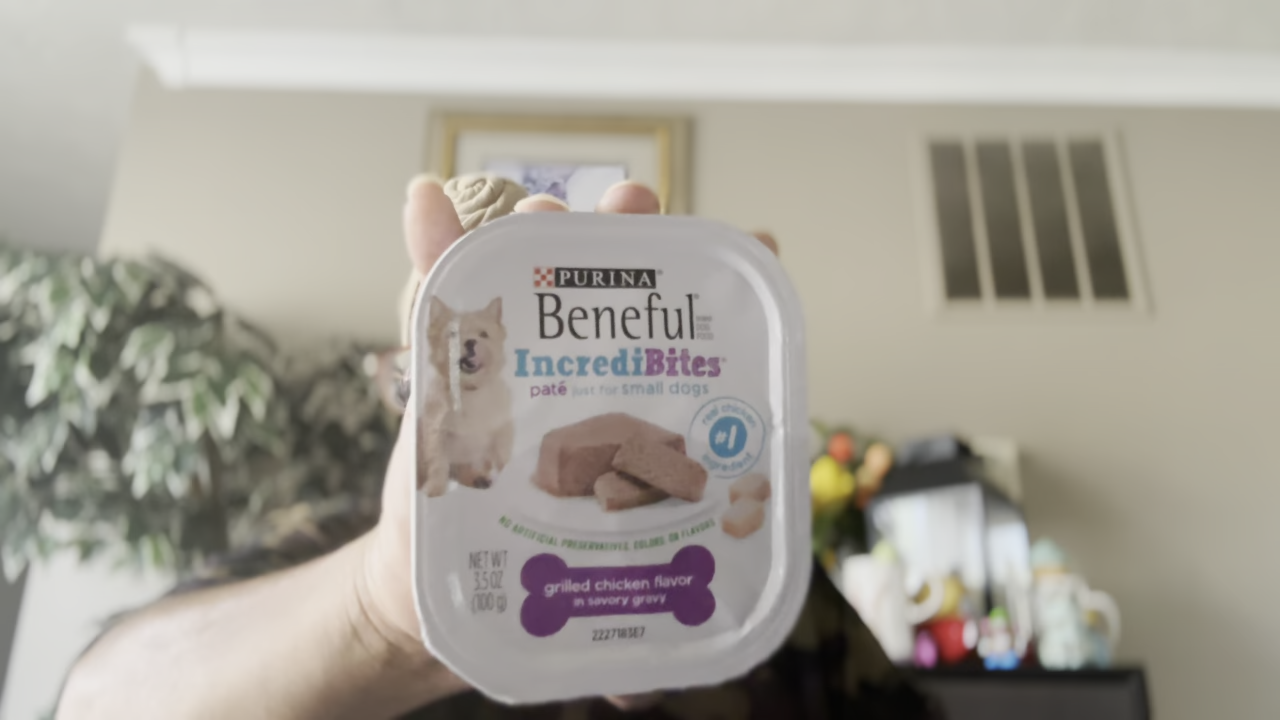 PURINA
Beneful
IncrediBites
paté just for small dogs
real chicken
#1
ingredient
NO ARTIFICIAL PRESERVATIVES, COLORS, OR FLAVORS
NET WT
3.5 OZ
(100 g)
grilled chicken flavor
in savory gravy